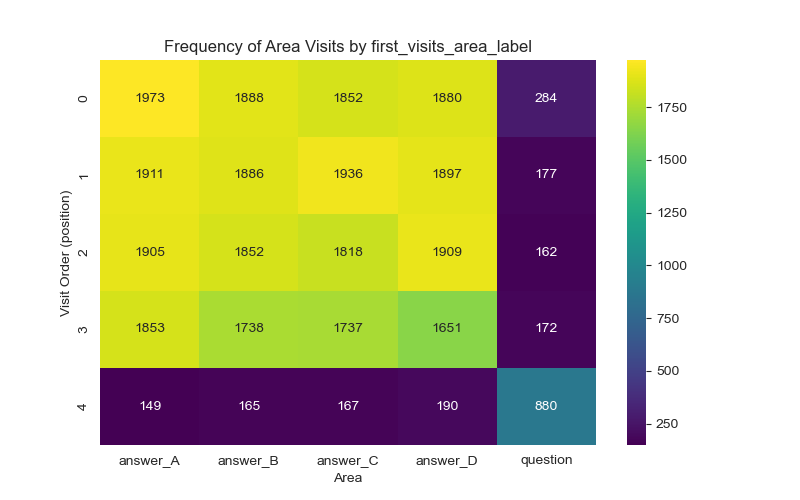 Frequency of Area Visits by first_visits_area_label
Visit Order (position)
0 1973 1888 1852 1880 284
1 1911 1886 1936 1897 177
2 1905 1852 1818 1909 162
3 1853 1738 1737 1651 172
4 149 165 167 190 880
answer_A answer_B answer_C answer_D question
Area
1750
1500
1250
1000
750
500
250